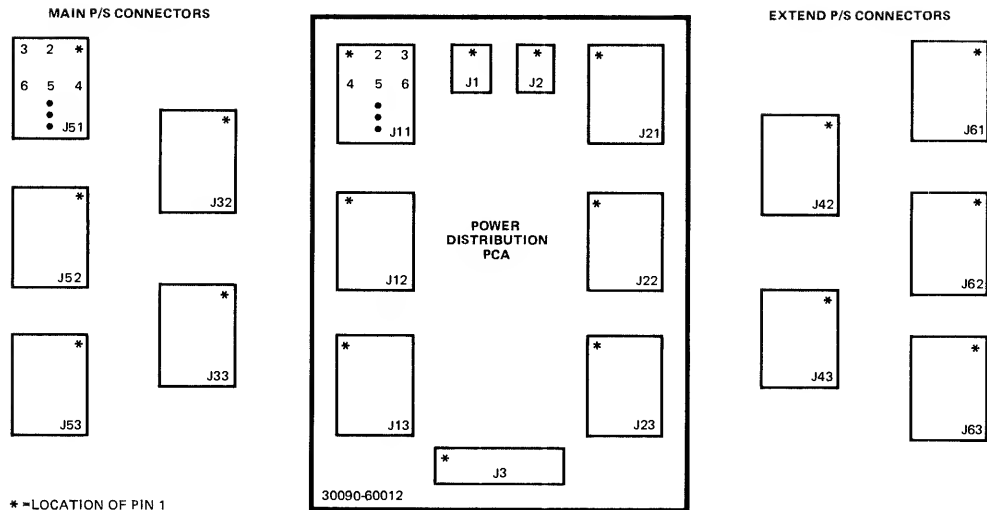 MAIN P/S CONNECTORS
3 2 *
6 5 4
J51
*
J32
*
J52
*
J33
*
J53
* =LOCATION OF PIN 1
* 2 3
4 5 6
J11
*
J1
*
J2
*
J21
*
J12
POWER
DISTRIBUTION
PCA
*
J22
*
J13
*
J23
*
J3
30090-60012
EXTEND P/S CONNECTORS
*
J61
*
J42
*
J62
*
J43
*
J63